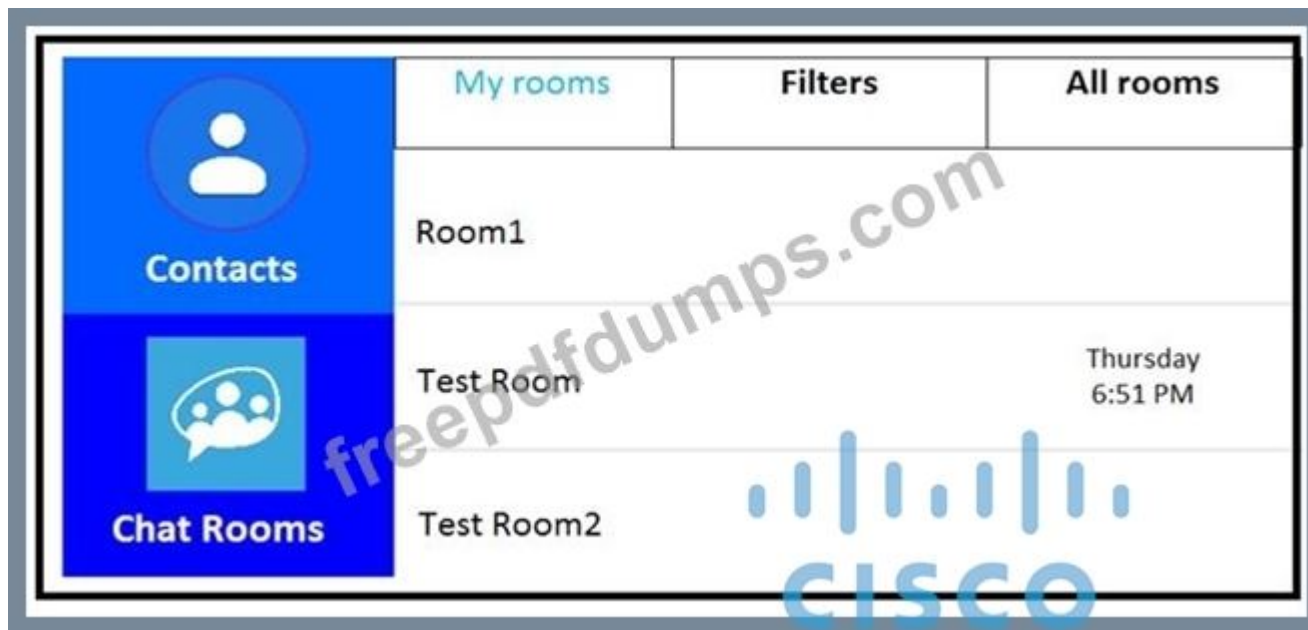 My rooms
Filters
All rooms
Contacts
Chat Rooms
Room1
Test Room
Thursday
6:51 PM
Test Room2
freepdfdumps.com
CISCO